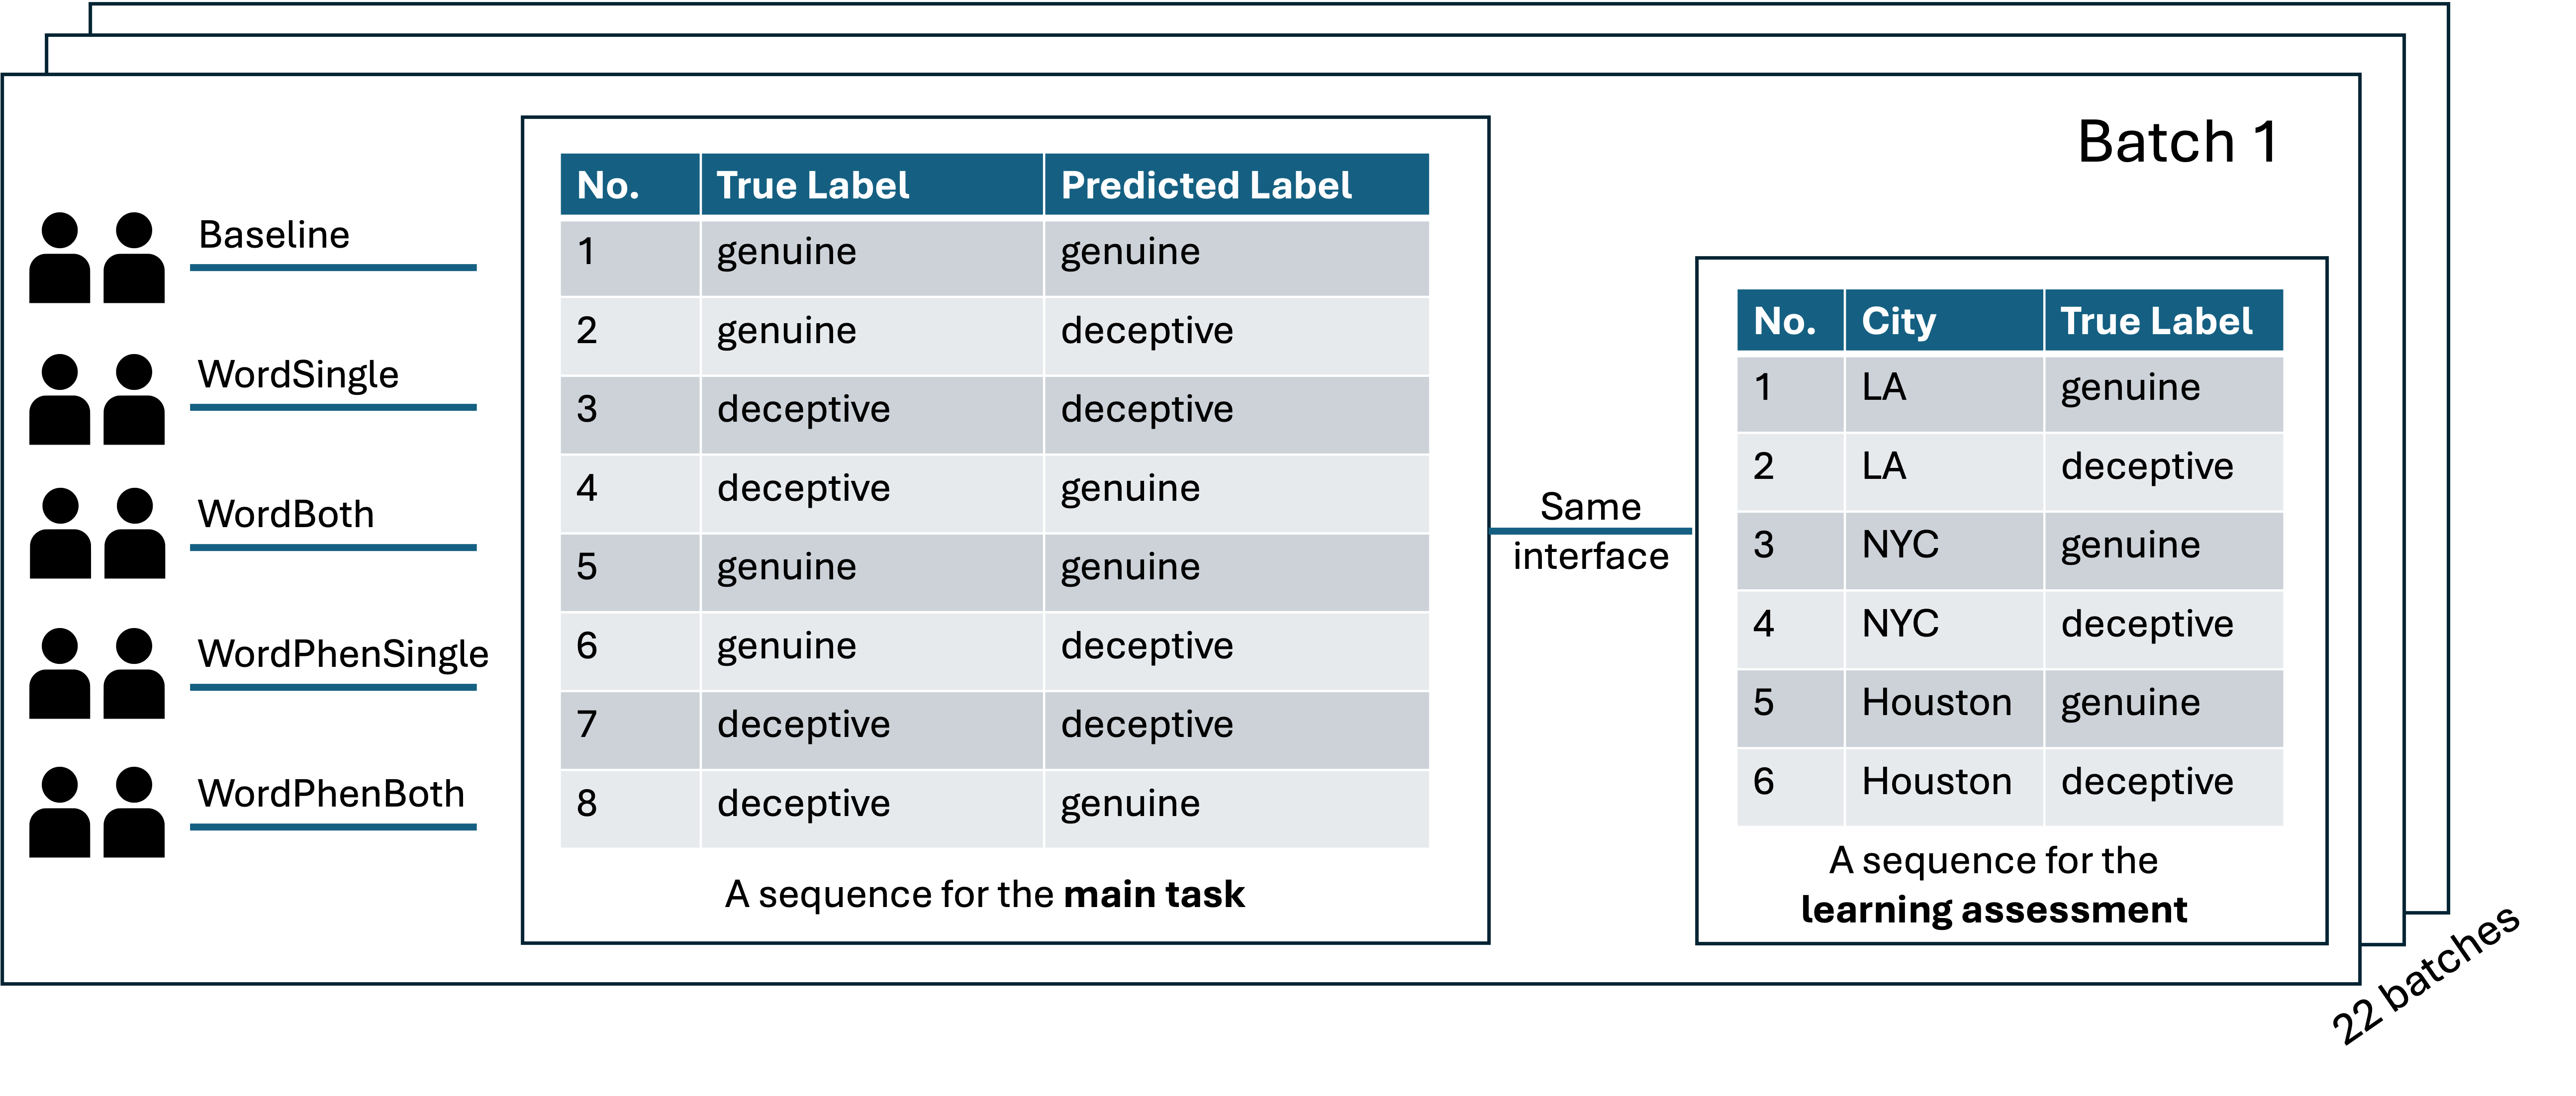 Batch 1
Baseline
WordSingle
WordBoth
WordPhenSingle
WordPhenBoth
No. True Label Predicted Label
1 genuine genuine
2 genuine deceptive
3 deceptive deceptive
4 deceptive genuine
5 genuine genuine
6 genuine deceptive
7 deceptive deceptive
8 deceptive genuine
A sequence for the main task
Same
interface
No. City True Label
1 LA genuine
2 LA deceptive
3 NYC genuine
4 NYC deceptive
5 Houston genuine
6 Houston deceptive
A sequence for the
learning assessment
22 batches